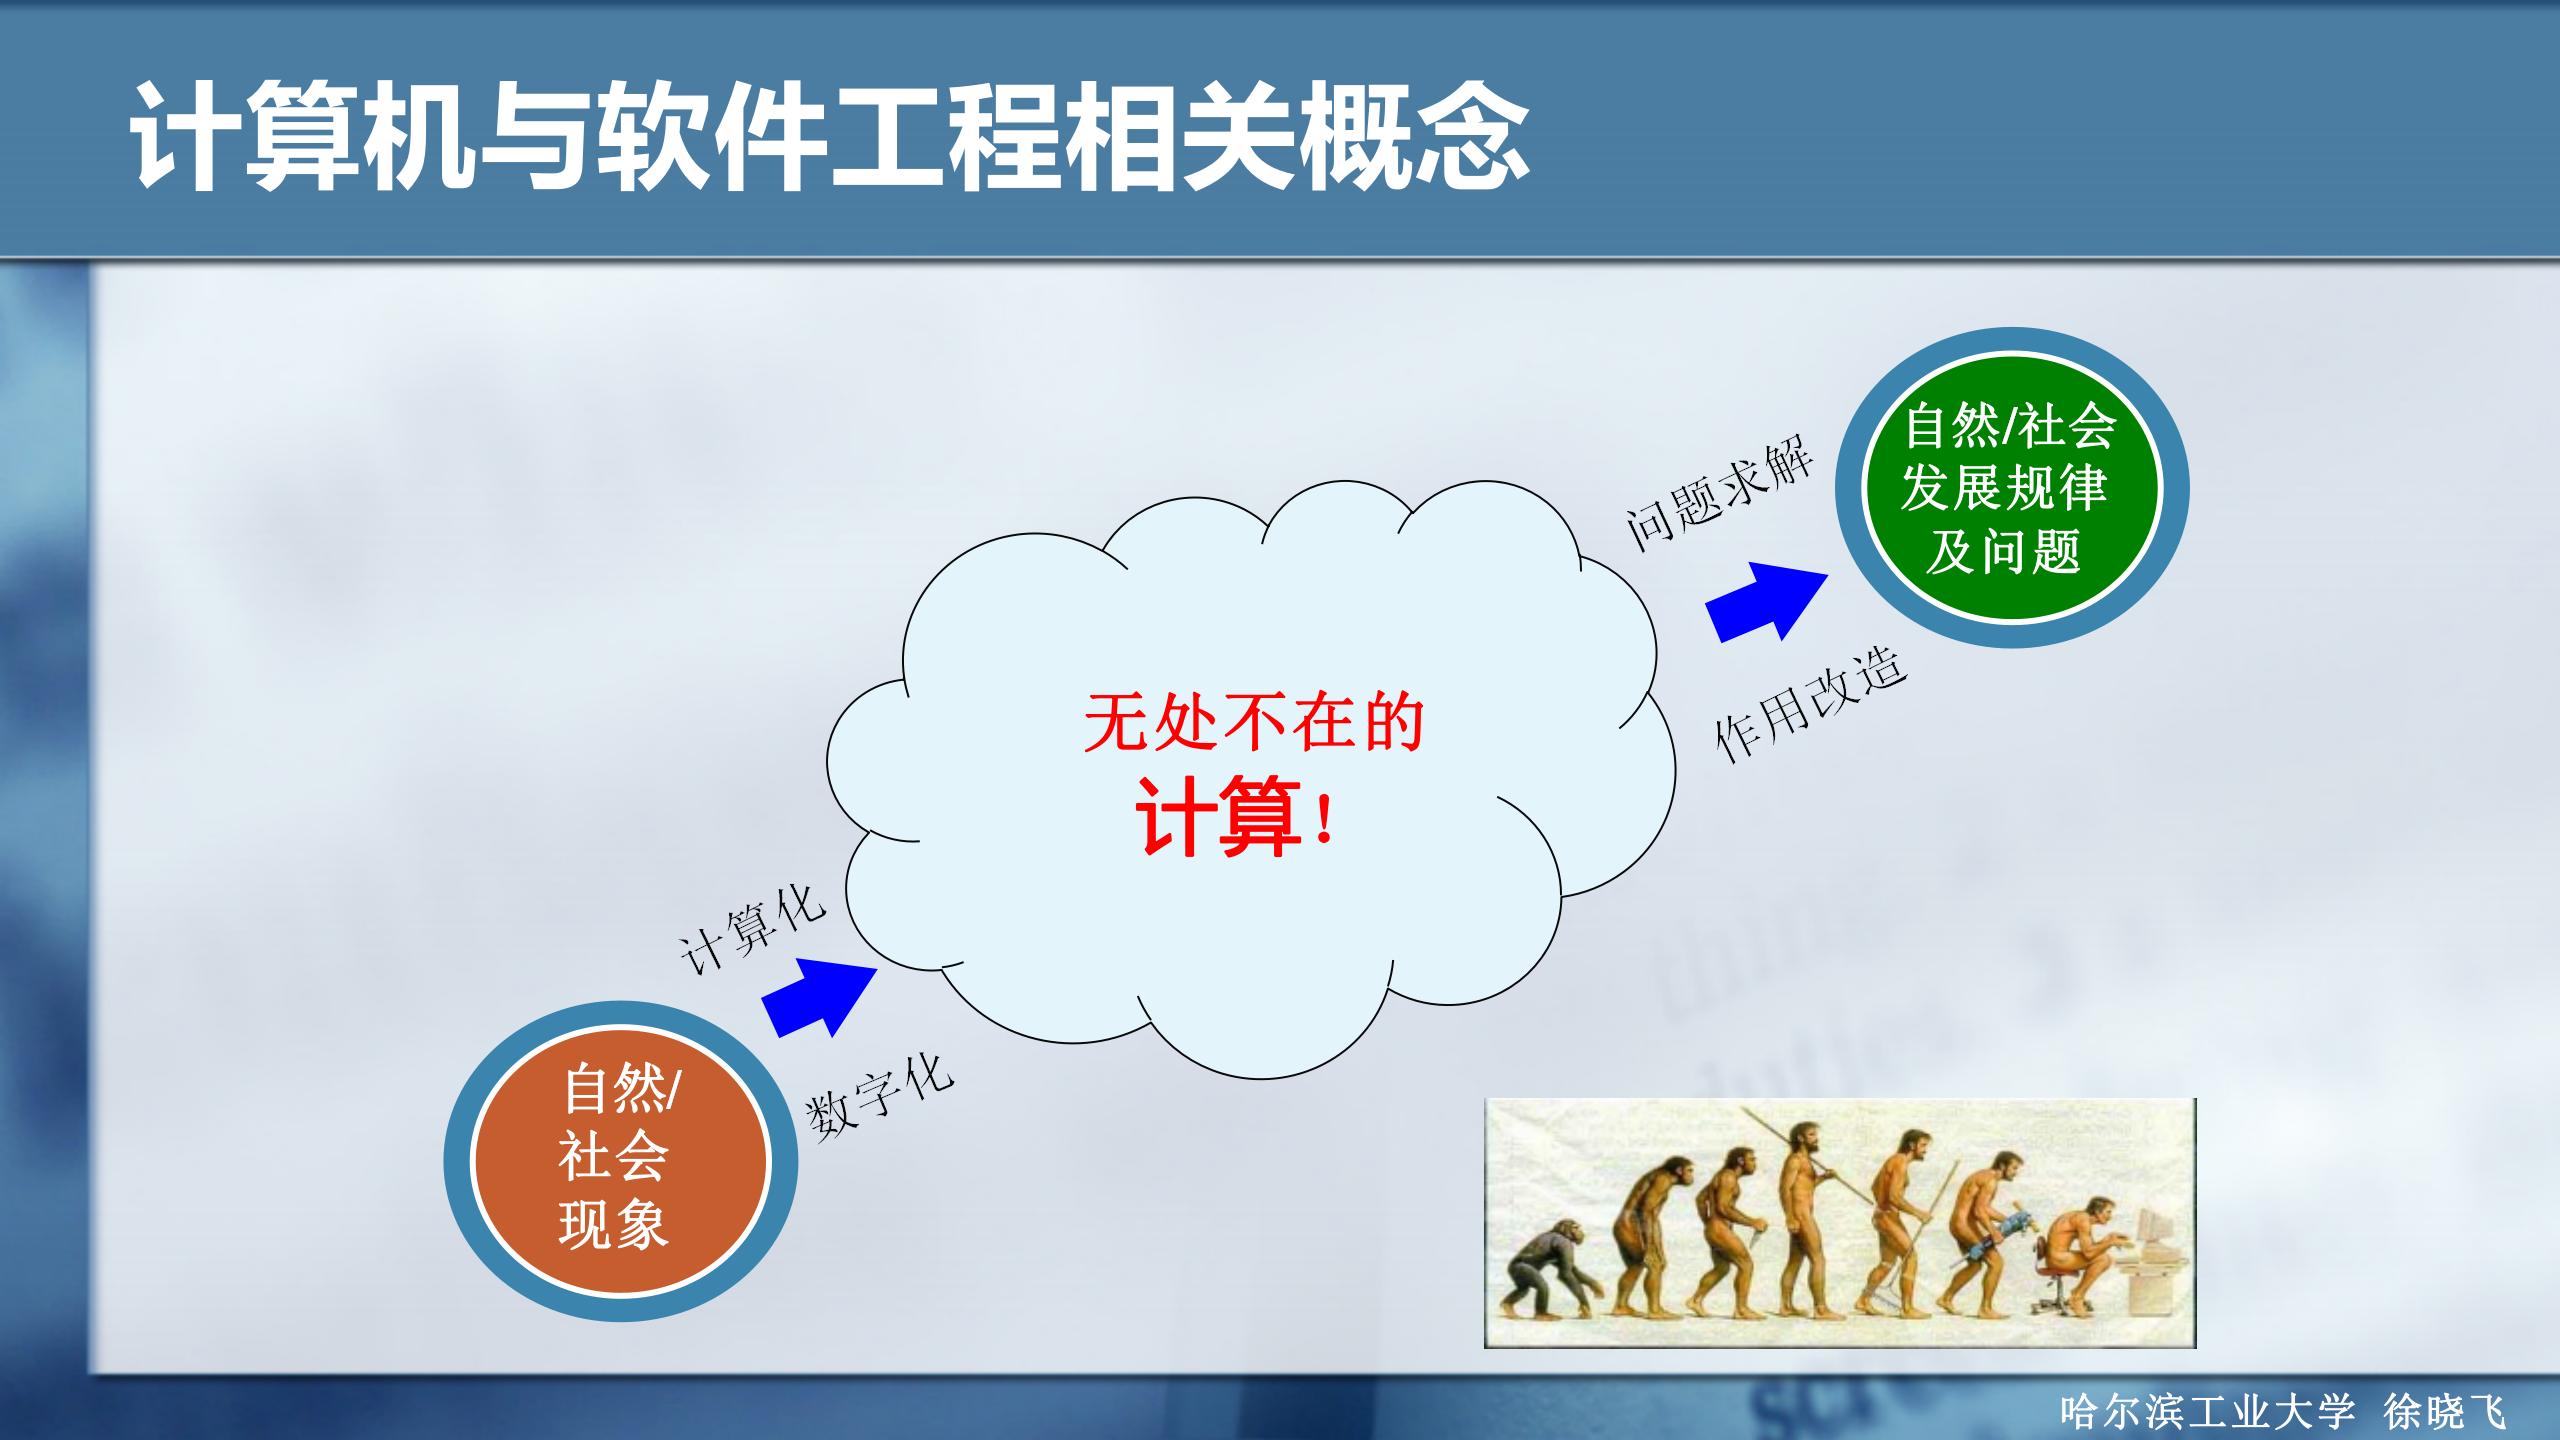 计算机与软件工程相关概念
自然/社会
发展规律
及问题
问题求解
作用改造
无处不在的
计算！
计算化
数字化
自然/
社会
现象
哈尔滨工业大学 徐晓飞